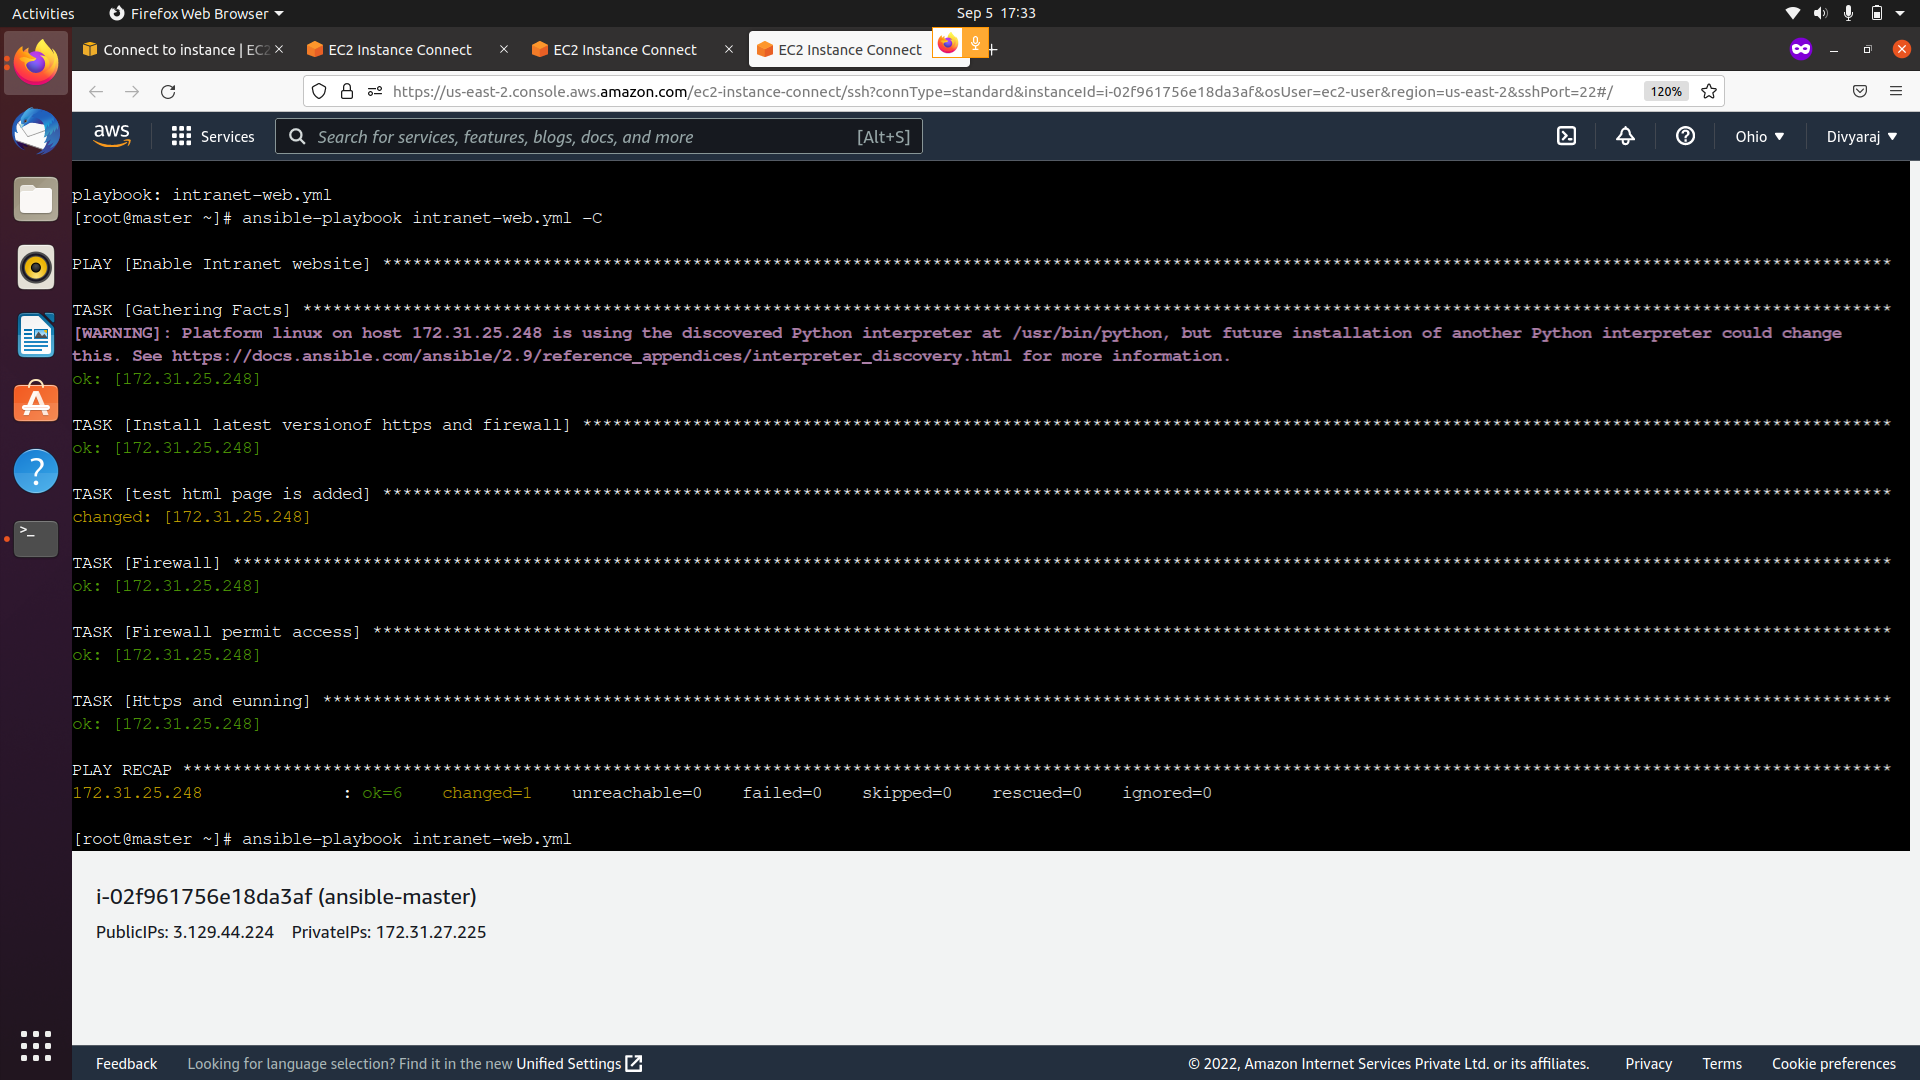 Activities
Firefox Web Browser
Sep 5 17:33
Connect to instance | EC2
EC2 Instance Connect
EC2 Instance Connect
EC2 Instance Connect
https://us-east-2.console.aws.amazon.com/ec2-instance-connect/ssh?connType=standard&instanceId=i-02f961756e18da3af&osUser=ec2-user&region=us-east-2&sshPort=22#/
120%
aws
Services
Search for services, features, blogs, docs, and more
[Alt+S]
Ohio
Divyaraj
playbook: intranet-web.yml
[root@master ~]# ansible-playbook intranet-web.yml -C
PLAY [Enable Intranet website] ***
TASK [Gathering Facts] ***
[WARNING]: Platform linux on host 172.31.25.248 is using the discovered Python interpreter at /usr/bin/python, but future installation of another Python interpreter could change
this. See https://docs.ansible.com/ansible/2.9/reference_appendices/interpreter_discovery.html for more information.
ok: [172.31.25.248]
TASK [Install latest versionof https and firewall] ***
ok: [172.31.25.248]
TASK [test html page is added] ***
changed: [172.31.25.248]
TASK [Firewall] ***
ok: [172.31.25.248]
TASK [Firewall permit access] ***
ok: [172.31.25.248]
TASK [Https and eunning] ***
ok: [172.31.25.248]
PLAY RECAP ***
172.31.25.248 : ok=6 changed=1 unreachable=0 failed=0 skipped=0 rescued=0 ignored=0
[root@master ~]# ansible-playbook intranet-web.yml
i-02f961756e18da3af (ansible-master)
PublicIPs: 3.129.44.224 PrivateIPs: 172.31.27.225
Feedback
Looking for language selection? Find it in the new Unified Settings
© 2022, Amazon Internet Services Private Ltd. or its affiliates.
Privacy
Terms
Cookie preferences